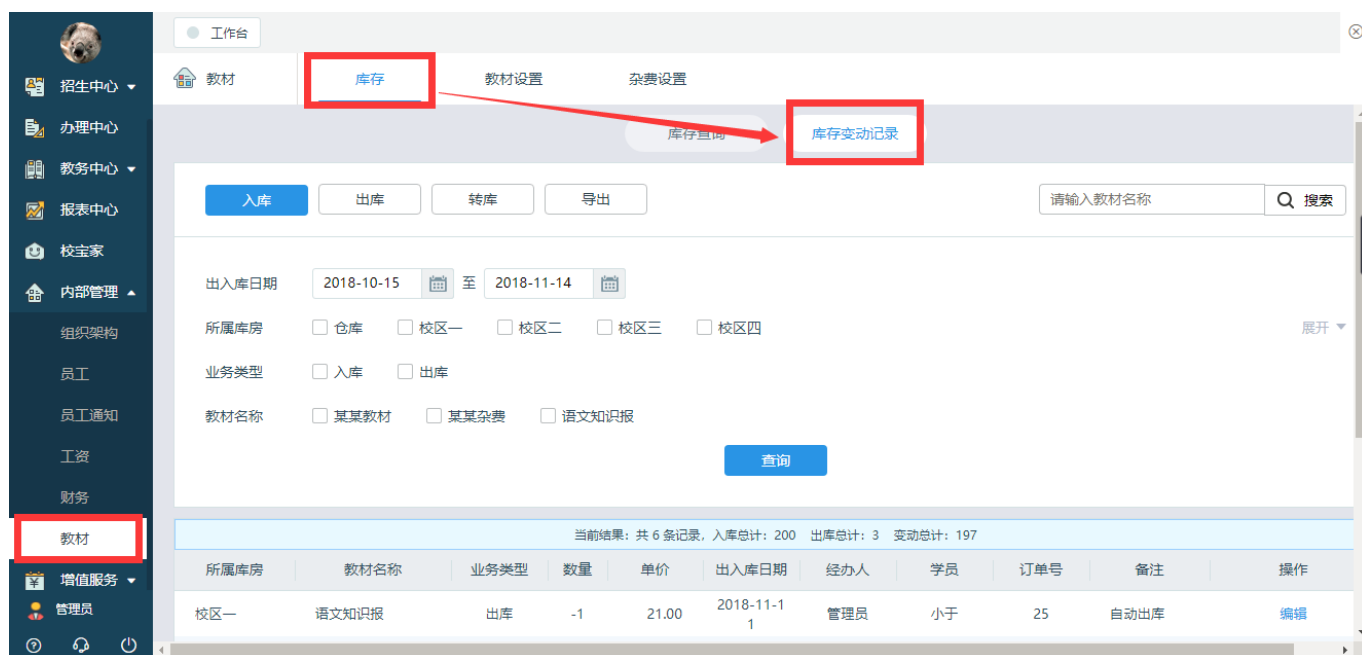 工作台
教材 库存 教材设置 杂费设置
库存查询 库存变动记录
招生中心
办理中心
教务中心
报表中心
校宝家
内部管理
组织架构
员工
员工通知
工资
财务
教材
增值服务
管理员
入库 出库 转库 导出 请输入教材名称 搜索
出入库日期 2018-10-15 至 2018-11-14
所属库房 仓库 校区一 校区二 校区三 校区四 展开
业务类型 入库 出库
教材名称 某某教材 某某杂费 语文知识报
查询
当前结果：共 6 条记录，入库总计：200 出库总计：3 变动总计：197
所属库房 教材名称 业务类型 数量 单价 出入库日期 经办人 学员 订单号 备注 操作
校区一 语文知识报 出库 -1 21.00 2018-11-1 管理员 小于 25 自动出库 编辑
1